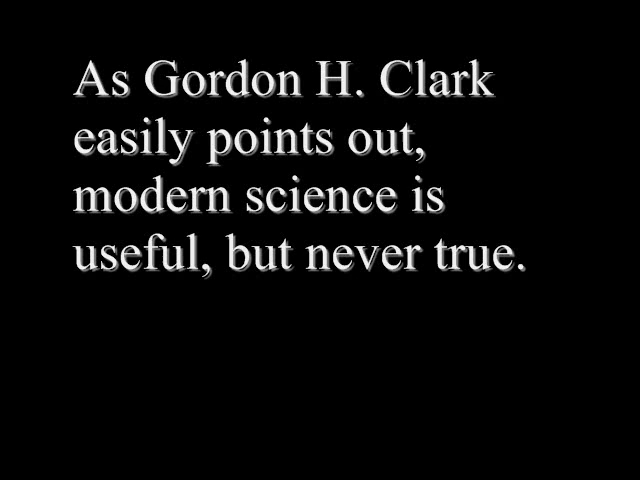 As Gordon H. Clark
easily points out,
modern science is
useful, but never true.